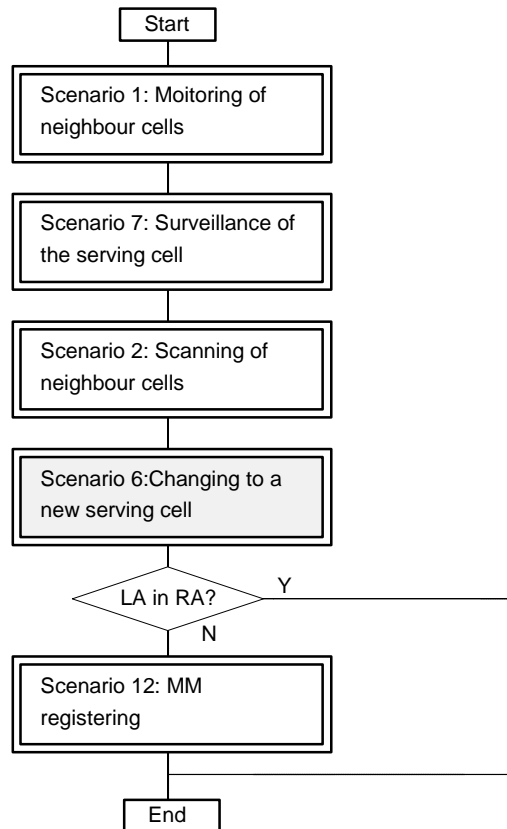 Start
Scenario 1: Moitoring of
neighbour cells
Scenario 7: Surveillance of
the serving cell
Scenario 2: Scanning of
neighbour cells
Scenario 6:Changing to a
new serving cell
LA in RA?
Y
N
Scenario 12: MM
registering
End